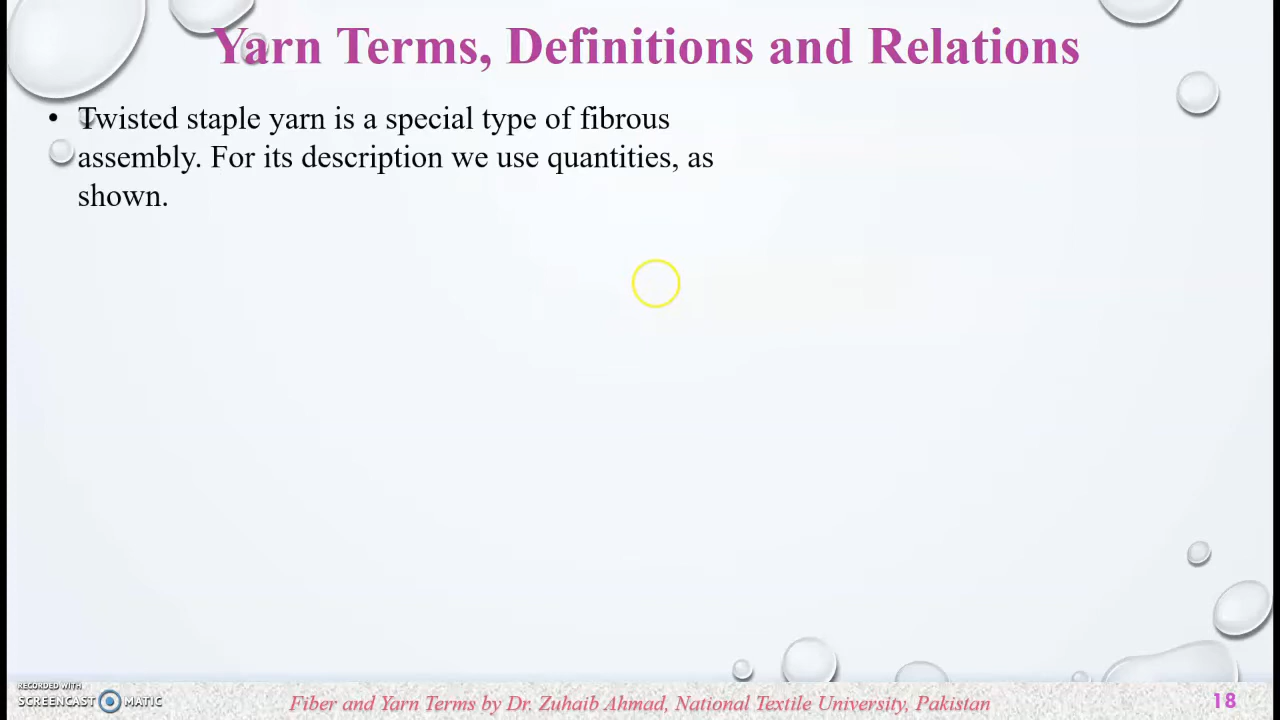 Yarn Terms, Definitions and Relations
• Twisted staple yarn is a special type of fibrous
assembly. For its description we use quantities, as
shown.
RECORDED WITH
SCREENCAST MATIC
Fiber and Yarn Terms by Dr. Zuhaib Ahmad, National Textile University, Pakistan
18